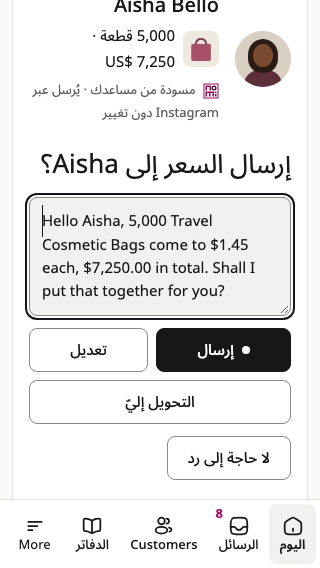 Aisha Bello
5,000 قطعة ·
US$ 7,250
مسودة من مساعدك · يُرسل عبر
Instagram دون تغيير
إرسال السعر إلى Aisha؟
Hello Aisha, 5,000 Travel
Cosmetic Bags come to $1.45
each, $7,250.00 in total. Shall I
put that together for you?
إرسال
تعديل
التحويل إليّ
لا حاجة إلى رد
8
اليوم
الرسائل
Customers
الدفاتر
More